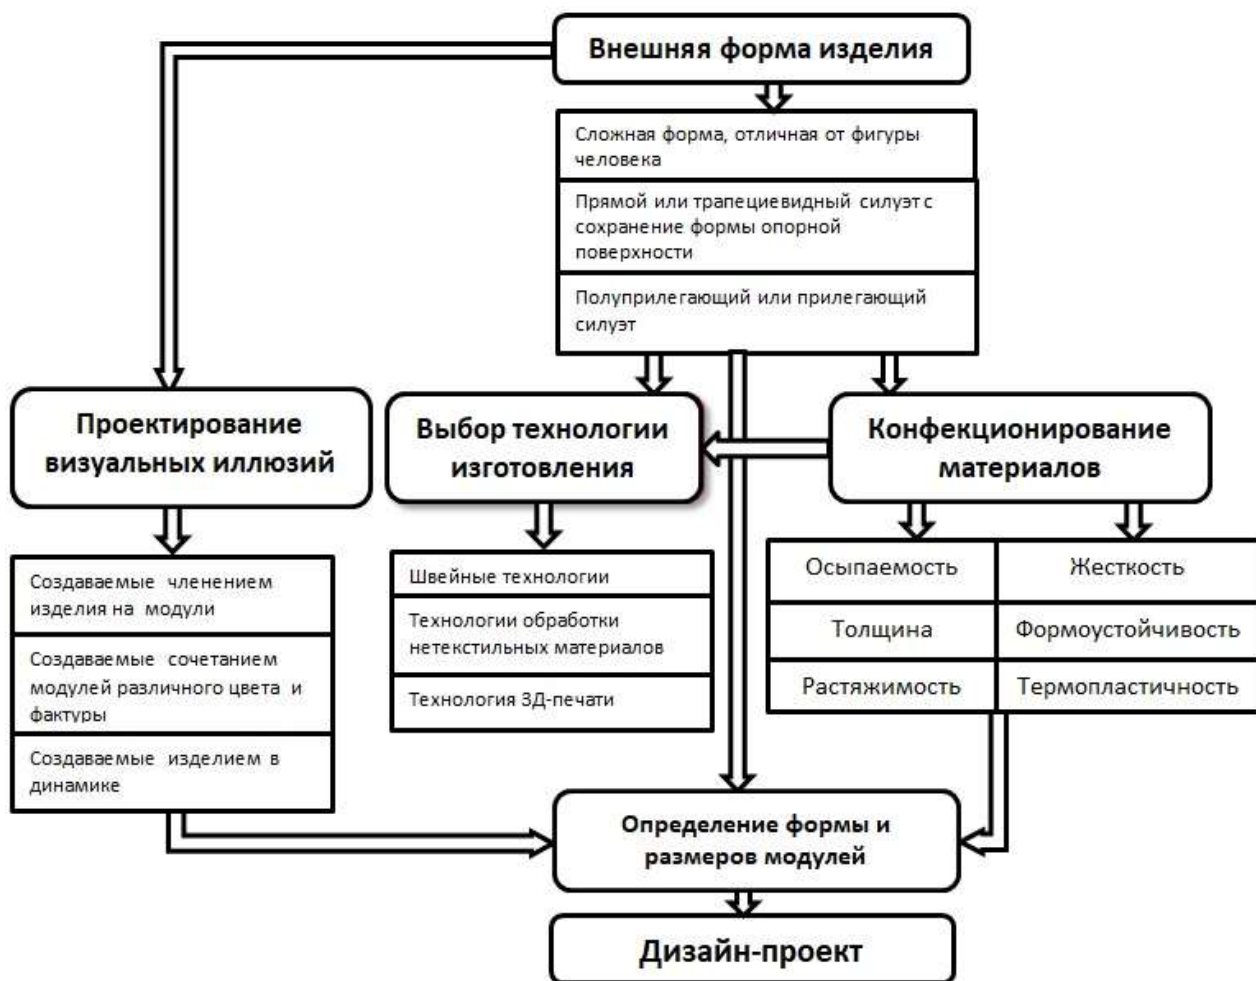 Внешняя форма изделия
Сложная форма, отличная от фигуры
человека
Прямой или трапециевидный силуэт с
сохранение формы опорной
поверхности
Полуприлегающий или прилегающий
силуэт
Проектирование
визуальных иллюзий
Выбор технологии
изготовления
Конфекционирование
материалов
Создаваемые членением
изделия на модули
Создаваемые сочетанием
модулей различного цвета и
фактуры
Создаваемые изделием в
динамике
Швейные технологии
Технологии обработки
нетекстильных материалов
Технология 3Д-печати
Осыпаемость
Жесткость
Толщина
Формоустойчивость
Растяжимость
Термопластичность
Определение формы и
размеров модулей
Дизайн-проект